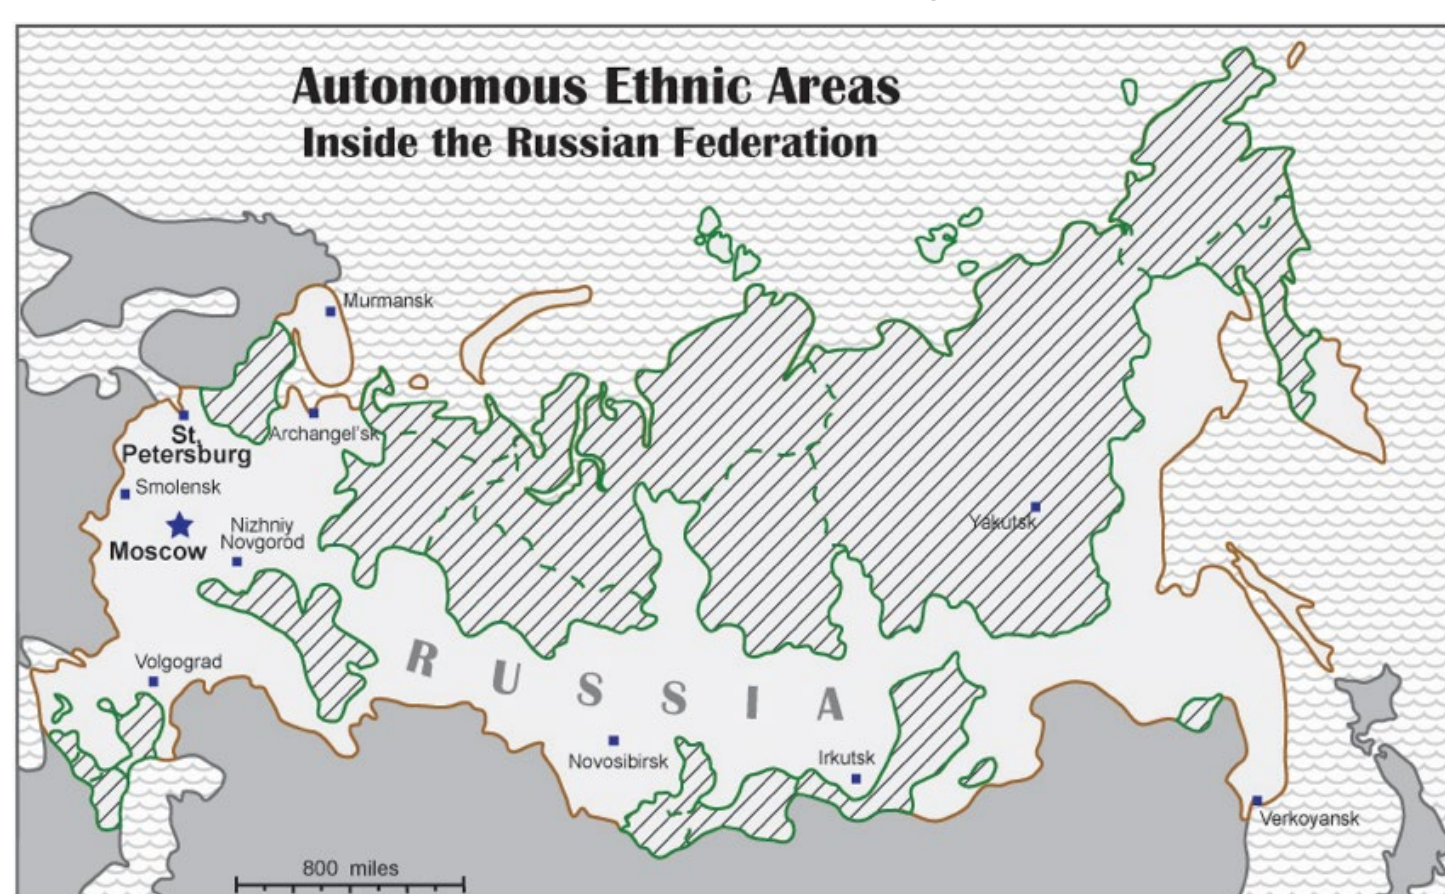 Autonomous Ethnic Areas
Inside the Russian Federation
Murmansk
Archangel'sk
St.
Petersburg
Smolensk
Nizhniy
Novgorod
Moscow
Yakutsk
Volgograd
RUSSIA
Novosibirsk
Irkutsk
Verkoyansk
800 miles